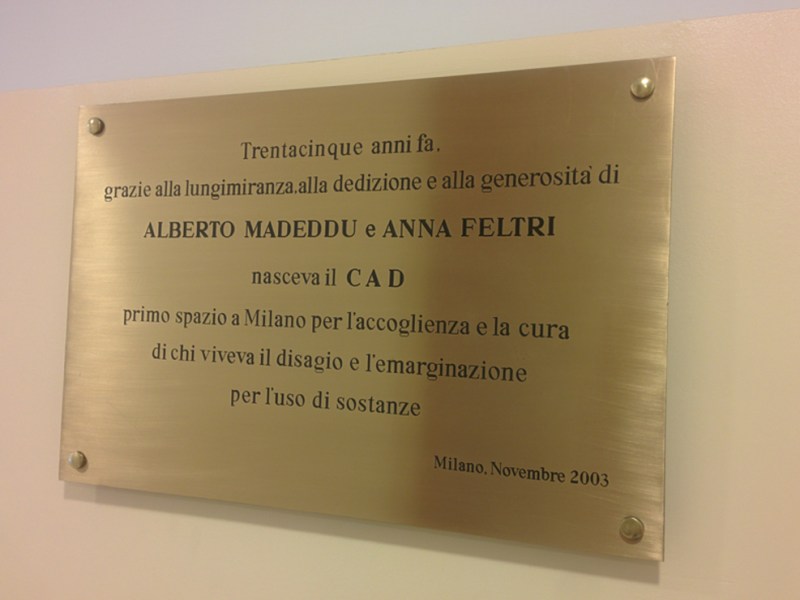 Trentacinque anni fa,
grazie alla lungimiranza,alla dedizione e alla generosità di
ALBERTO MADEDDU e ANNA FELTRI
nasceva il CAD
primo spazio a Milano per l'accoglienza e la cura
di chi viveva il disagio e l'emarginazione
per l'uso di sostanze
Milano, Novembre 2003